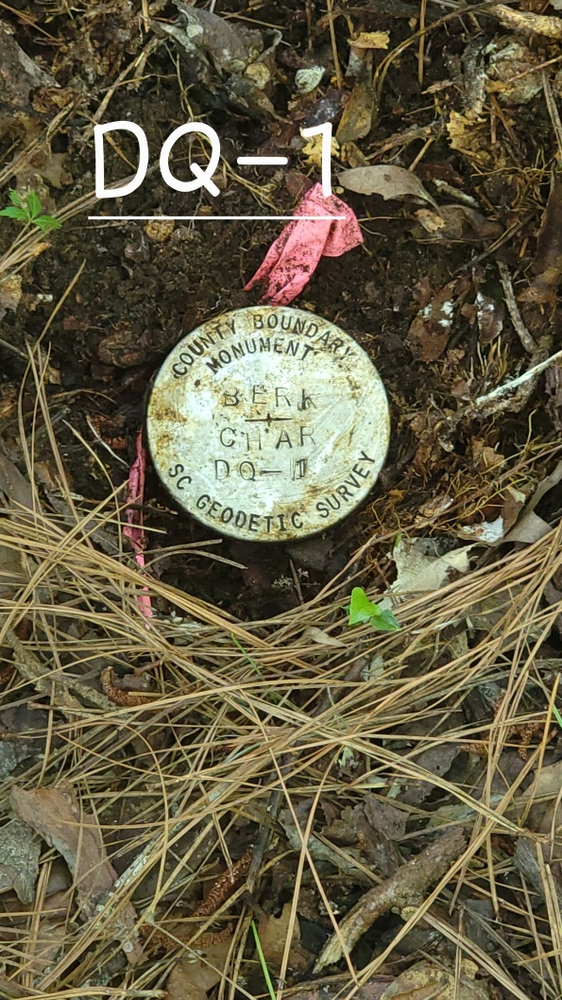 DQ-1
COUNTY BOUNDARY
MONUMENT
BERK
CHAR
DQ-1
SC GEODETIC SURVEY